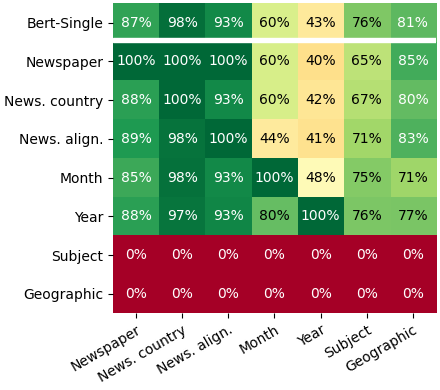 Bert-Single 87% 98% 93% 60% 43% 76% 81%
Newspaper 100% 100% 100% 60% 40% 65% 85%
News. country 88% 100% 93% 60% 42% 67% 80%
News. align. 89% 98% 100% 44% 41% 71% 83%
Month 85% 98% 93% 100% 48% 75% 71%
Year 88% 97% 93% 80% 100% 76% 77%
Subject 0% 0% 0% 0% 0% 0% 0%
Geographic 0% 0% 0% 0% 0% 0% 0%
Newspaper News. country News. align. Month Year Subject Geographic